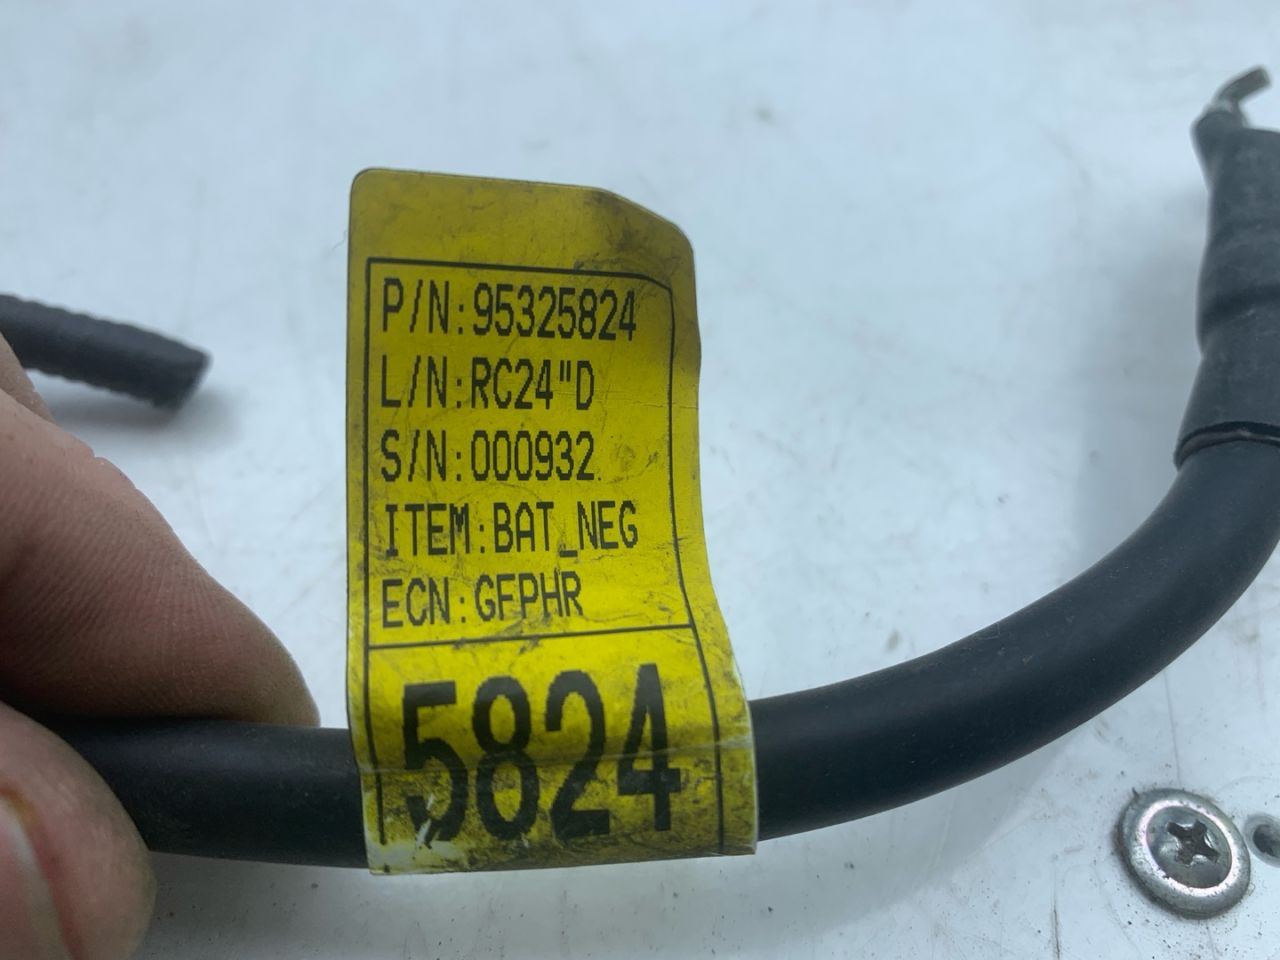 P/N:95325824
L/N:RC24"D
S/N:000932
ITEM:BAT_NEG
ECN:GFPHR
5824